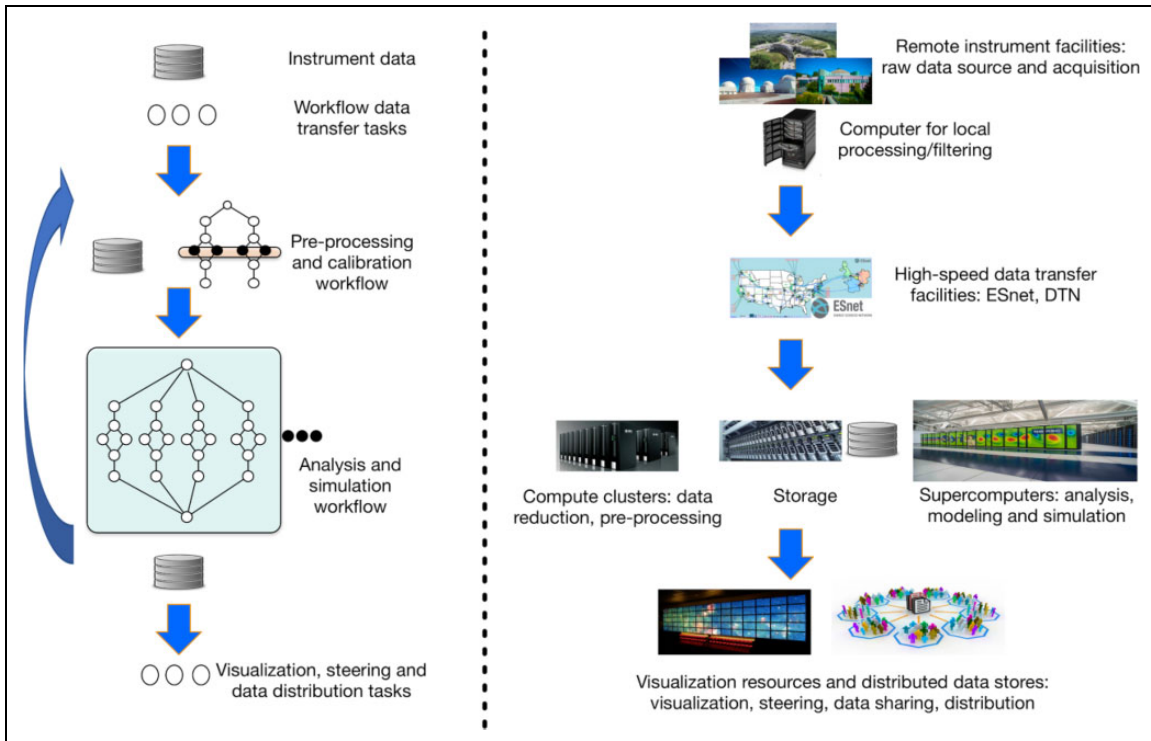 Instrument data
Workflow data
transfer tasks
Pre-processing
and calibration
workflow
Analysis and
simulation
workflow
Visualization, steering and
data distribution tasks
Remote instrument facilities:
raw data source and acquisition
Computer for local
processing/filtering
High-speed data transfer
facilities: ESnet, DTN
ESnet
Compute clusters: data
reduction, pre-processing
Storage
Supercomputers: analysis,
modeling and simulation
Visualization resources and distributed data stores:
visualization, steering, data sharing, distribution